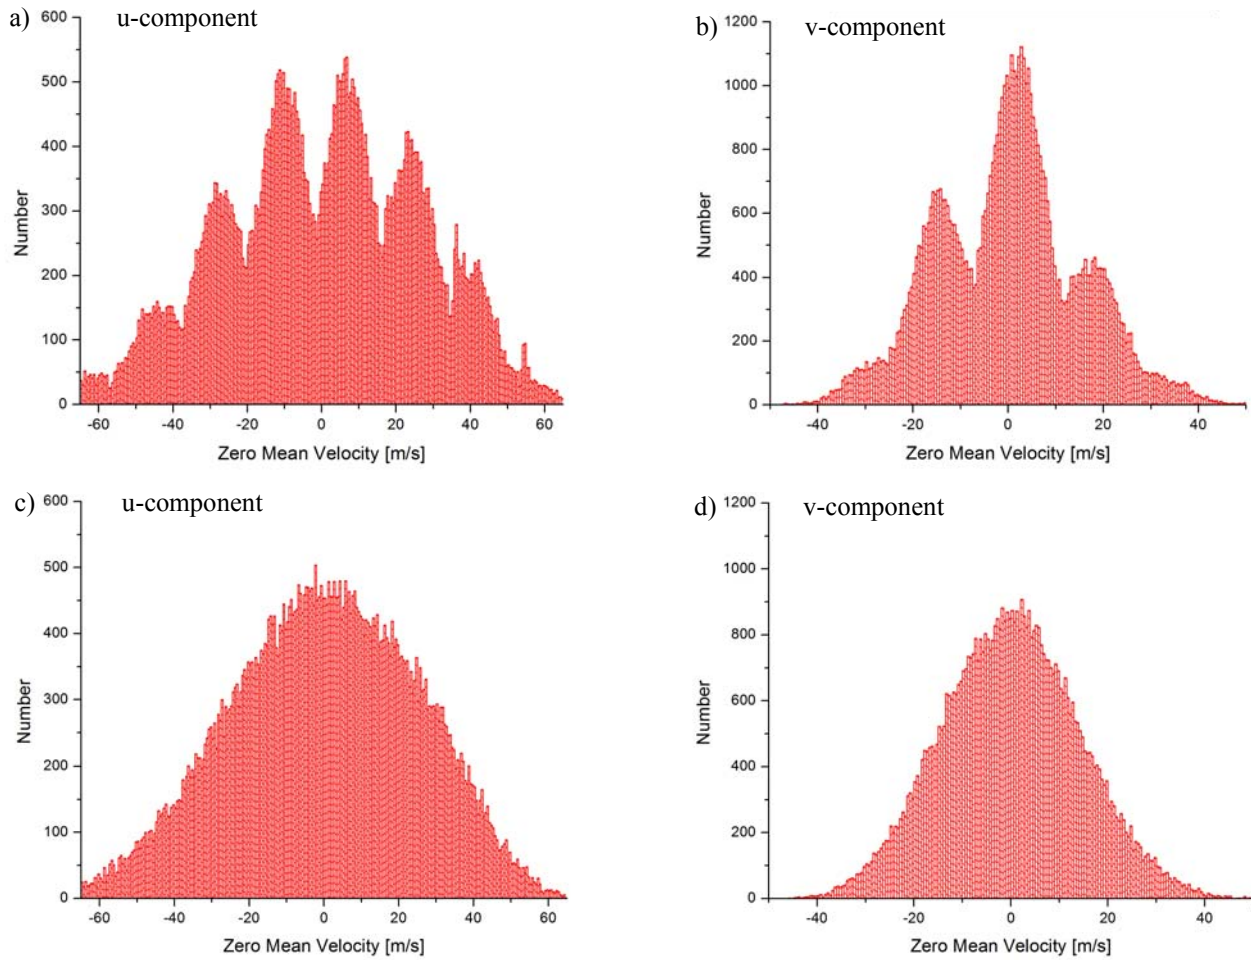 a) u-component
600
500
400
300
200
100
0
Number
-60 -40 -20 0 20 40 60
Zero Mean Velocity [m/s]
b) v-component
1200
1000
800
600
400
200
0
Number
-40 -20 0 20 40
Zero Mean Velocity [m/s]
c) u-component
600
500
400
300
200
100
0
Number
-60 -40 -20 0 20 40 60
Zero Mean Velocity [m/s]
d) v-component
1200
1000
800
600
400
200
0
Number
-40 -20 0 20 40
Zero Mean Velocity [m/s]